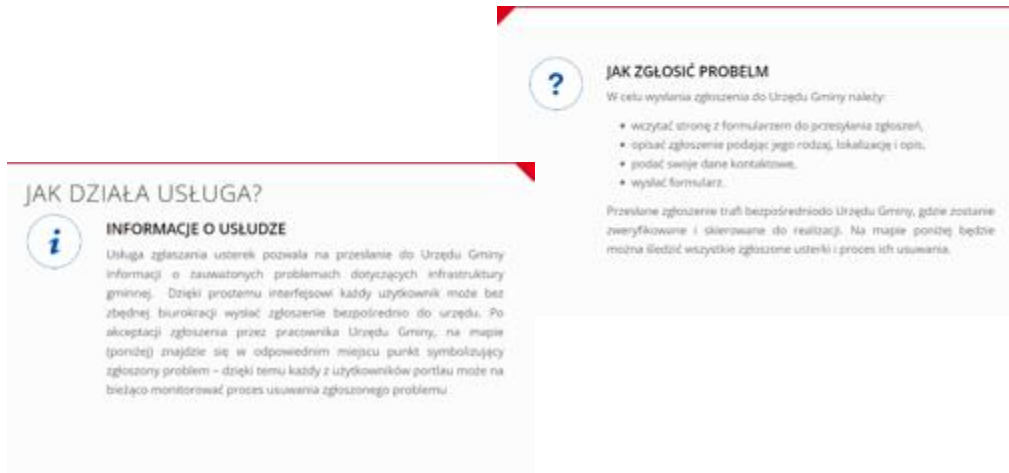 JAK ZGŁOSIĆ PROBELM
W celu wysłania zgłoszenia do Urzędu Gminy należy:
wczytać stronę z formularzem do przesyłania zgłoszeń,
opisać zgłoszenie podając jego rodzaj, lokalizację i opis,
podać swoje dane kontaktowe,
wysłać formularz.
Przesłane zgłoszenie trafi bezpośredniodo Urzędu Gminy, gdzie zostanie
zweryfikowane i skierowane do realizacji. Na mapie poniżej będzie
można śledzić wszystkie zgłoszone usterki i proces ich usuwania.
JAK DZIAŁA USŁUGA?
INFORMACJE O USŁUDZE
Usługa zgłaszania usterek pozwala na przesłanie do Urzędu Gminy
informacji o zauważonych problemach dotyczących infrastruktury
gminnej. Dzięki prostemu interfejsowi każdy użytkownik może bez
zbędnej biurokracji wysłać zgłoszenie bezpośrednio do urzędu. Po
akceptacji zgłoszenia przez pracownika Urzędu Gminy, na mapie
(poniżej) znajdzie się w odpowiednim miejscu punkt symbolizujący
zgłoszony problem – dzięki temu każdy z użytkowników portlau może na
bieżąco monitorować proces usuwania zgłoszonego problemu